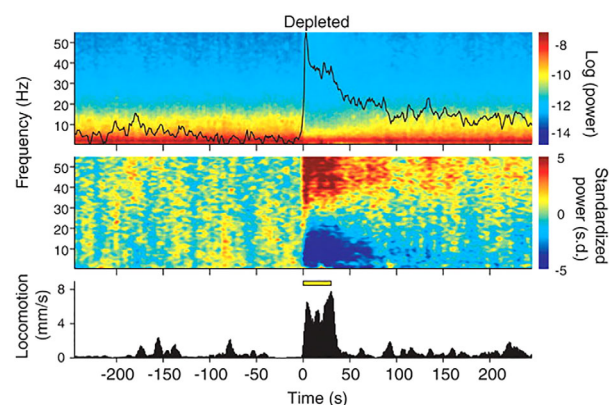 Depleted
Frequency (Hz)
50
40
30
20
10
-8
-10
-12
-14
Log (power)
50
40
30
20
10
5
0
-5
Standardized
power (s.d.)
Locomotion
(mm/s)
8
4
0
-200 -150 -100 -50 0 50 100 150 200
Time (s)